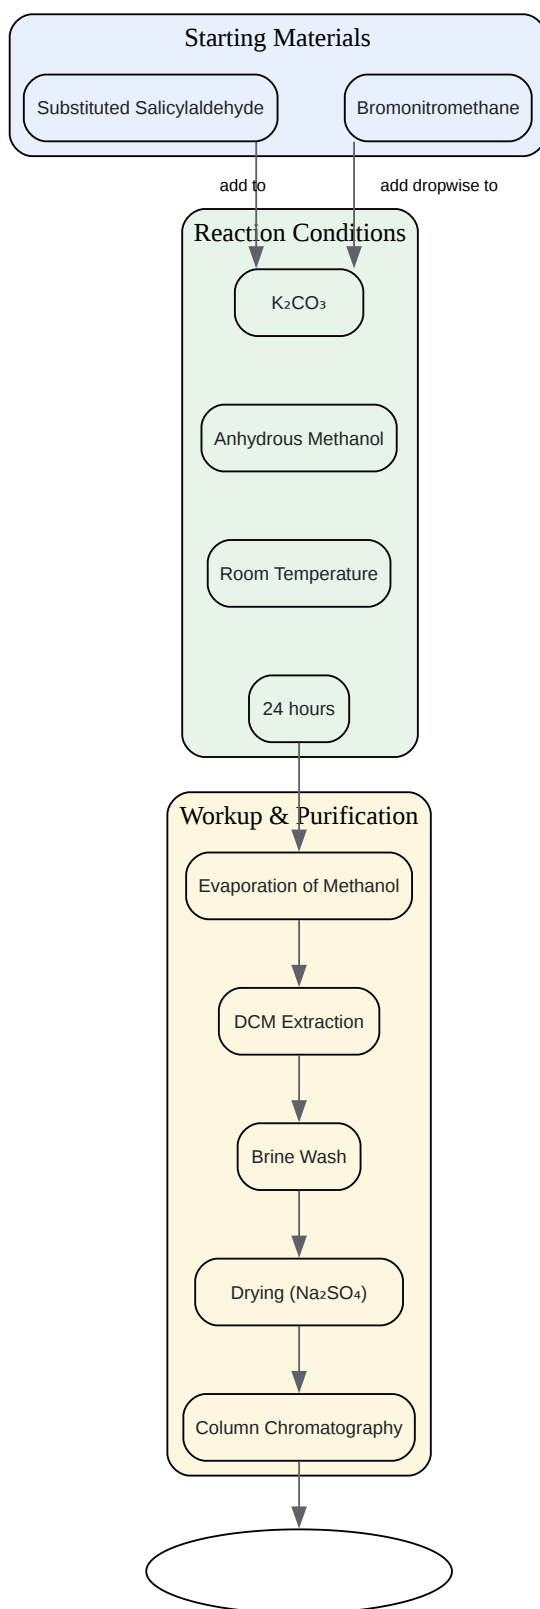 Starting Materials
Substituted Salicylaldehyde
Bromonitromethane
add to
add dropwise to
Reaction Conditions
K₂CO₃
Anhydrous Methanol
Room Temperature
24 hours
Workup & Purification
Evaporation of Methanol
DCM Extraction
Brine Wash
Drying (Na₂SO₄)
Column Chromatography